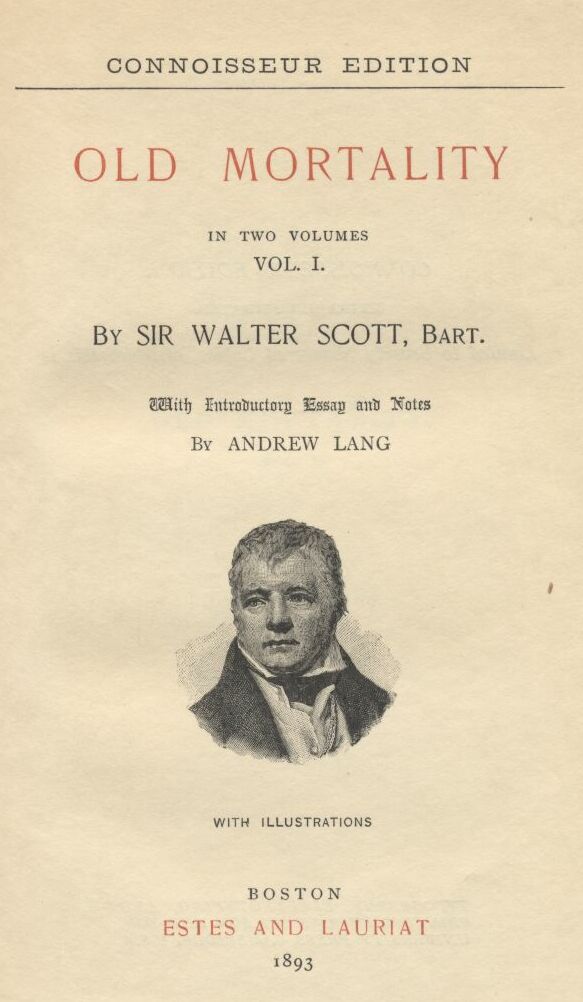 CONNOISSEUR EDITION
OLD MORTALITY
IN TWO VOLUMES
VOL. I.
BY SIR WALTER SCOTT, BART.
With Introductory Essay and Notes
BY ANDREW LANG
WITH ILLUSTRATIONS
BOSTON
ESTES AND LAURIAT
1893